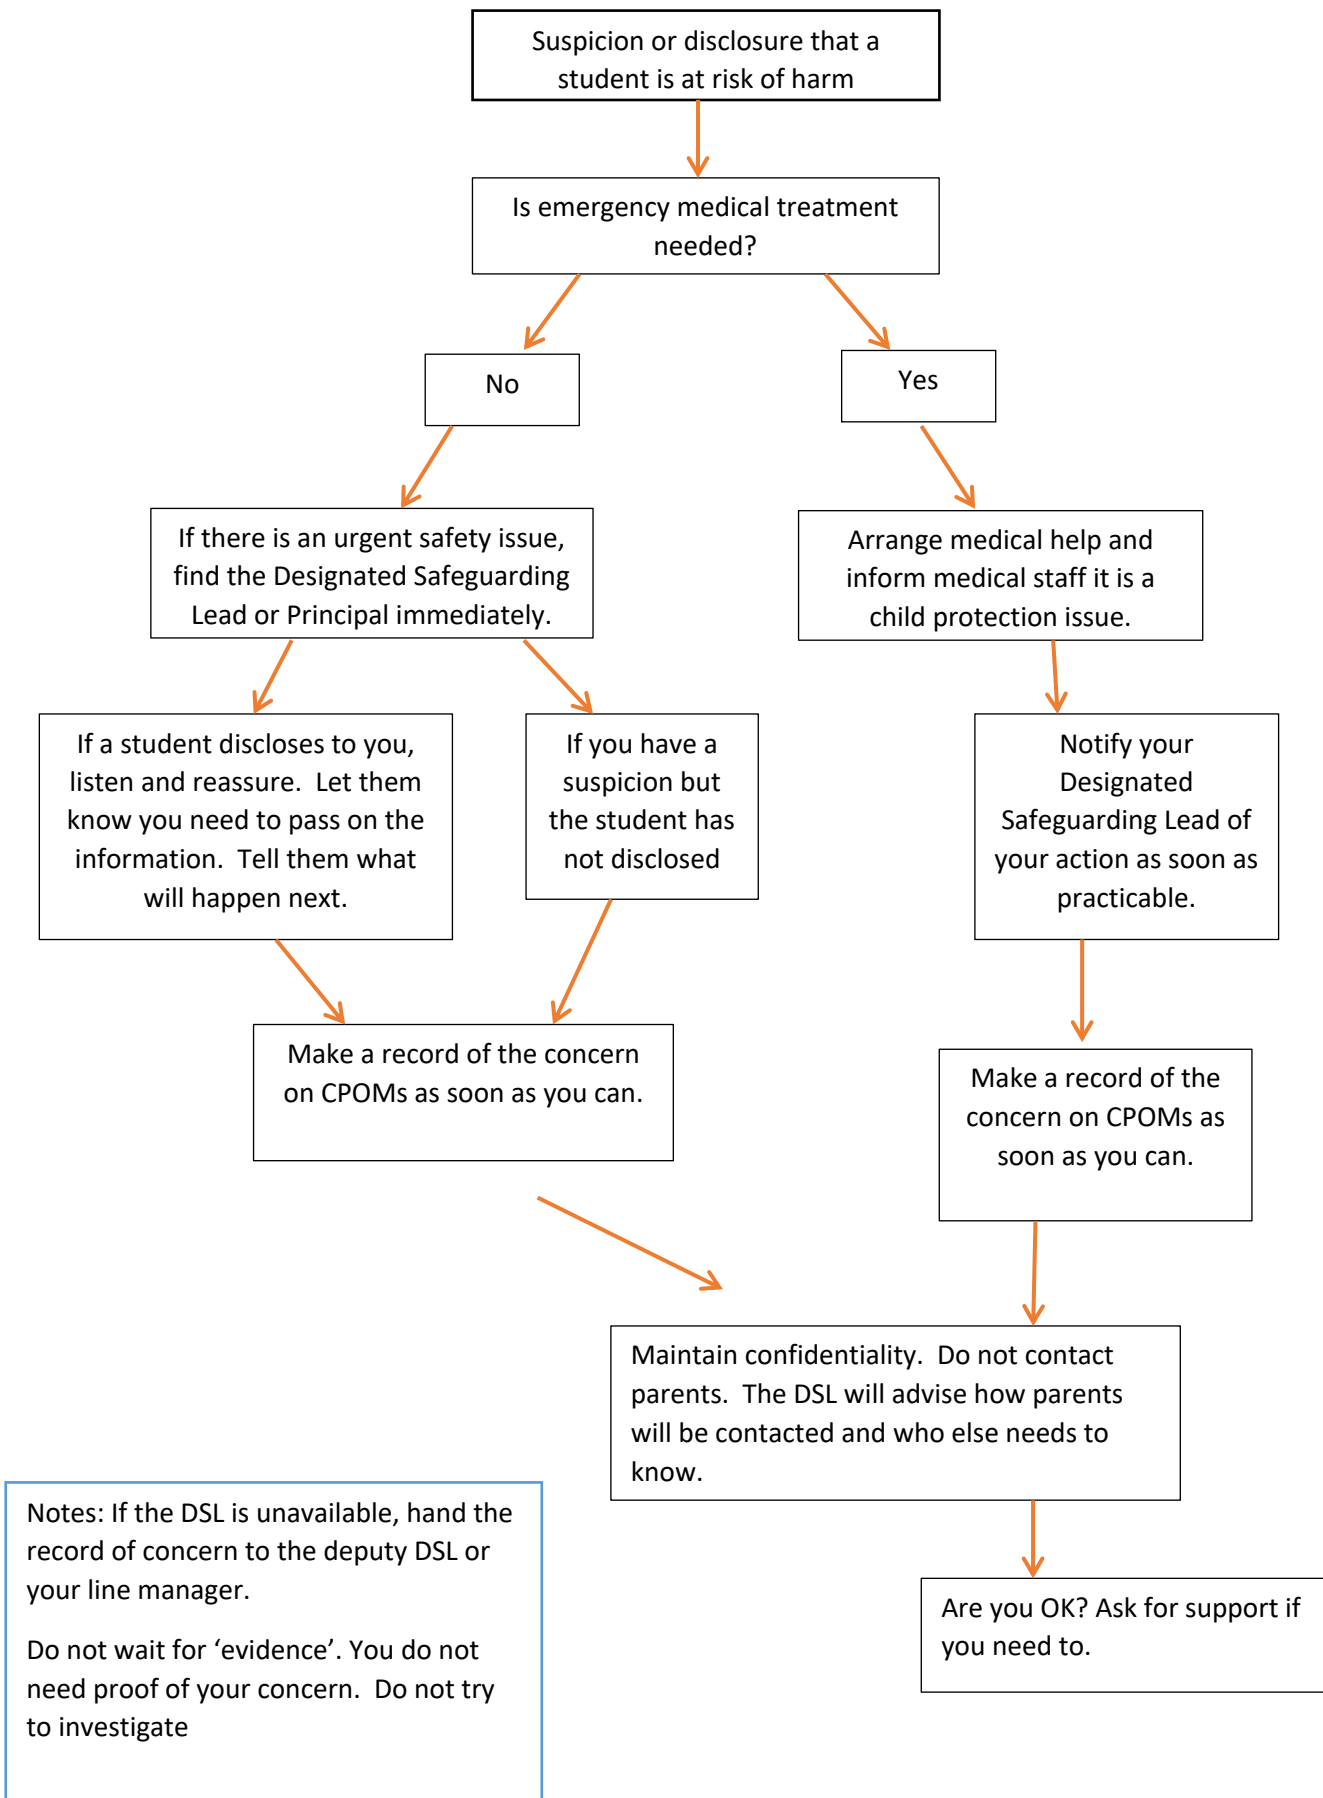 Suspicion or disclosure that a
student is at risk of harm
Is emergency medical treatment
needed?
No
Yes
If there is an urgent safety issue,
find the Designated Safeguarding
Lead or Principal immediately.
Arrange medical help and
inform medical staff it is a
child protection issue.
If a student discloses to you,
listen and reassure.  Let them
know you need to pass on the
information.  Tell them what
will happen next.
If you have a
suspicion but
the student has
not disclosed
Notify your
Designated
Safeguarding Lead of
your action as soon as
practicable.
Make a record of the concern
on CPOMs as soon as you can.
Make a record of the
concern on CPOMs as
soon as you can.
Maintain confidentiality.  Do not contact
parents.  The DSL will advise how parents
will be contacted and who else needs to
know.
Notes: If the DSL is unavailable, hand the
record of concern to the deputy DSL or
your line manager.
Do not wait for ‘evidence’. You do not
need proof of your concern.  Do not try
to investigate
Are you OK? Ask for support if
you need to.